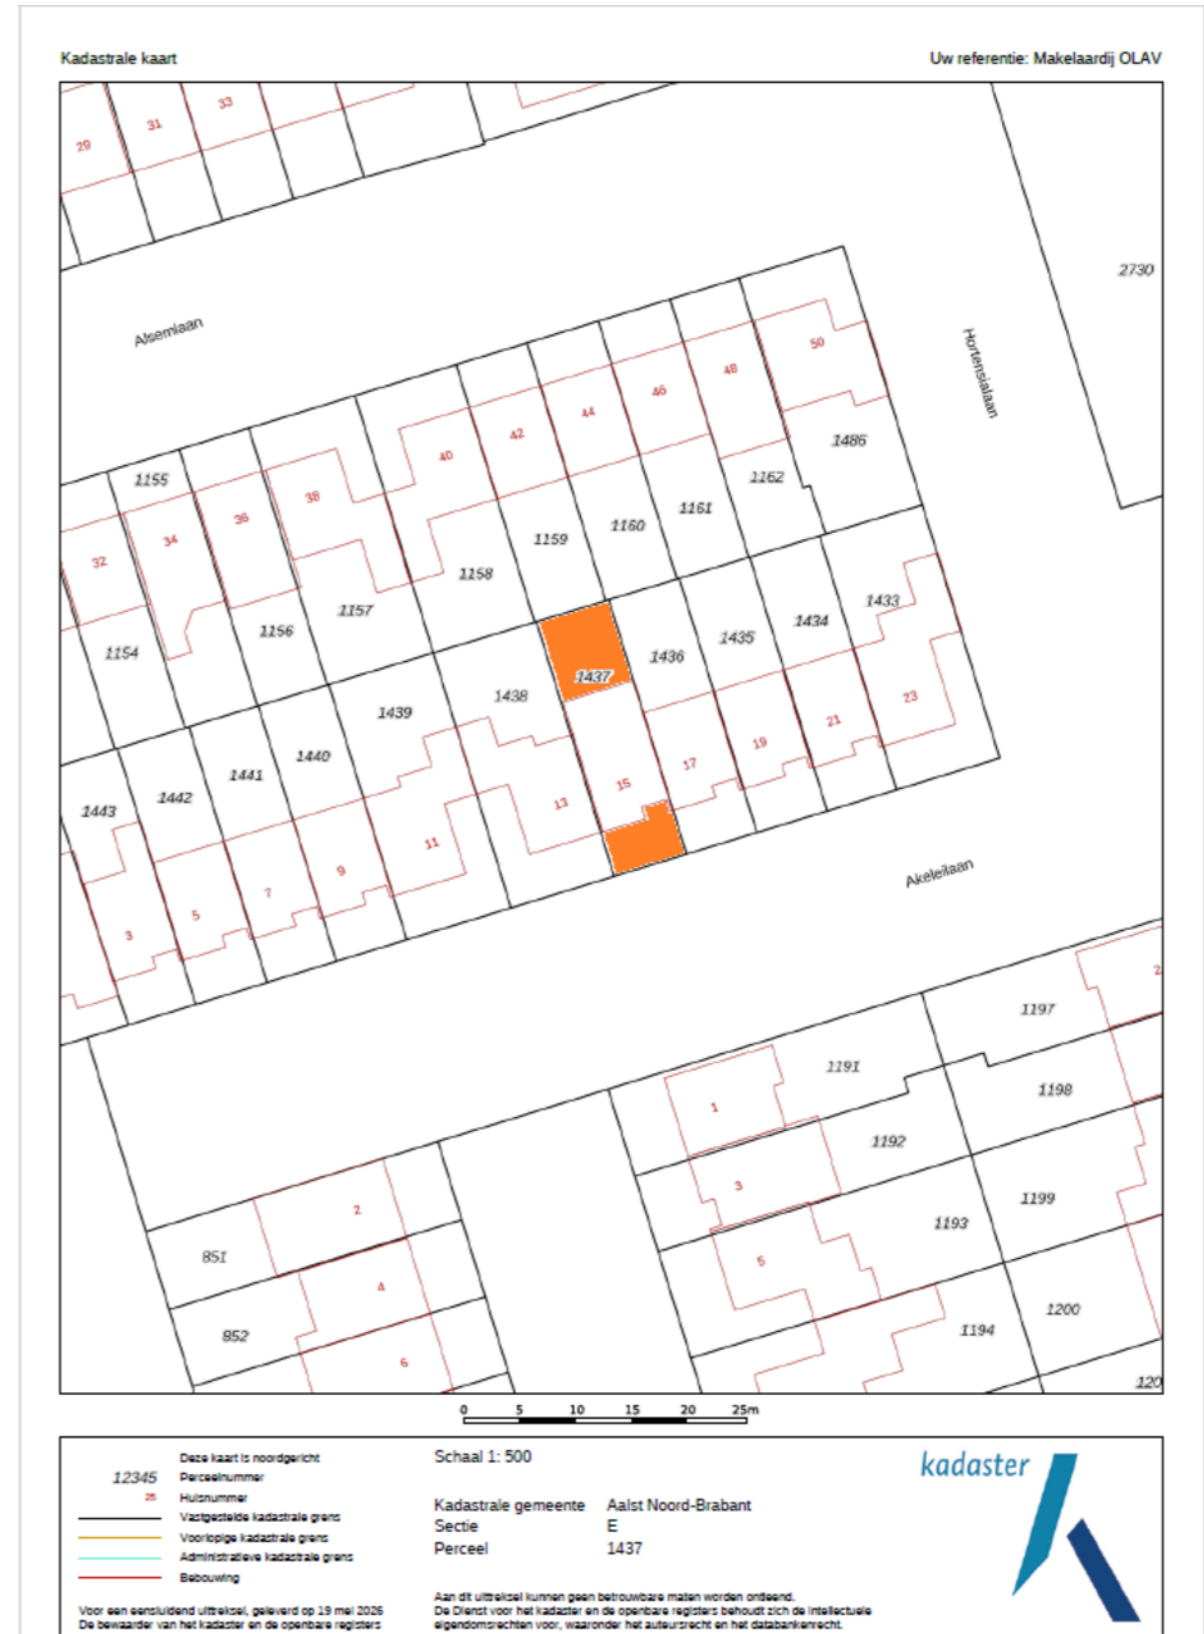 Kadastrale kaart
Uw referentie: Makelaardij OLAV
29
31
33
2730
Alsemlaan
Hortensialaan
50
48
46
44
42
40
38
36
34
32
1155
1486
1162
1161
1160
1159
1158
1157
1156
1154
1433
1434
1435
1436
1437
1438
1439
1440
1441
1442
1443
23
21
19
17
15
13
11
9
7
5
3
Akeleilaan
2
1197
1191
1
1198
1192
3
1199
1193
5
1200
1194
120
2
851
4
852
6
0 5 10 15 20 25m
Deze kaart is noordgericht
12345 Perceelnummer
25 Huisnummer
Vastgestelde kadastrale grens
Voorlopige kadastrale grens
Administratieve kadastrale grens
Bebouwing
Voor een eensluidend uittreksel, geleverd op 19 mei 2026
De bewaarder van het kadaster en de openbare registers
Schaal 1: 500
Kadastrale gemeente Aalst Noord-Brabant
Sectie E
Perceel 1437
Aan dit uittreksel kunnen geen betrouwbare maten worden ontleend.
De Dienst voor het kadaster en de openbare registers behoudt zich de intellectuele
eigendomsrechten voor, waaronder het auteursrecht en het databankenrecht.
kadaster